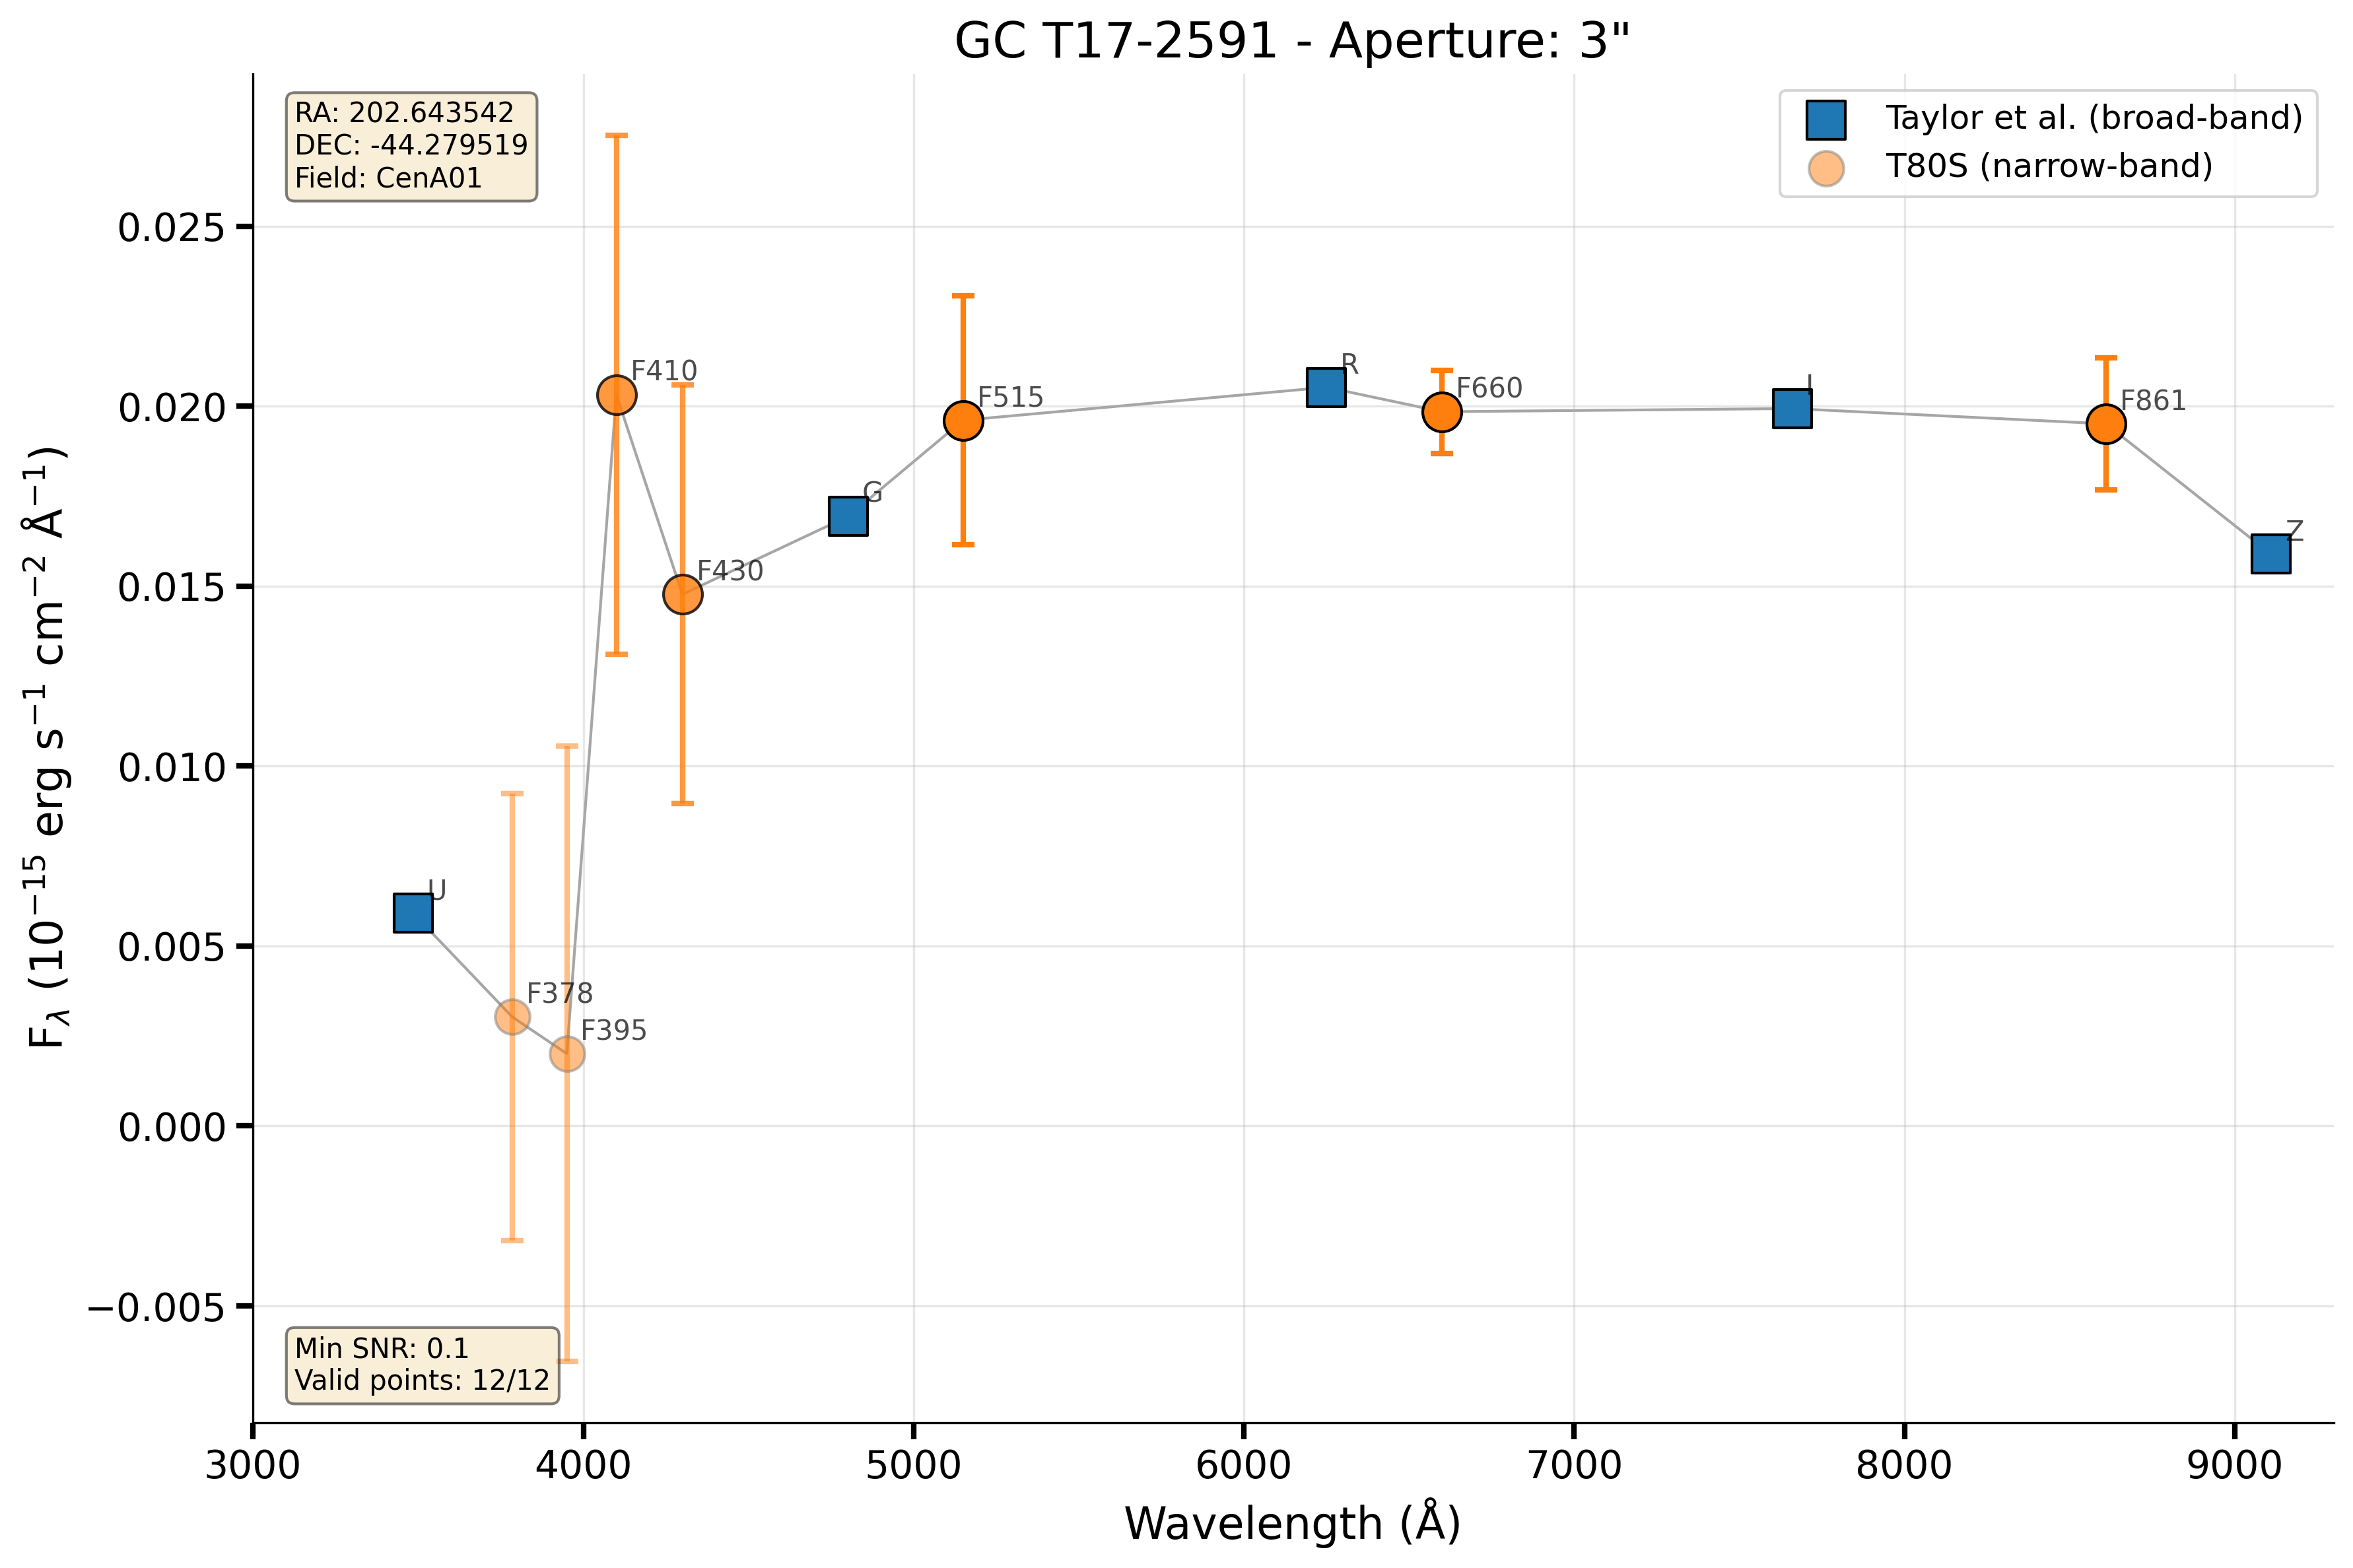 GC T17-2591 - Aperture: 3"
RA: 202.643542
DEC: -44.279519
Field: CenA01
Taylor et al. (broad-band)
T80S (narrow-band)
F_λ (10⁻¹⁵ erg s⁻¹ cm⁻² Å⁻¹)
0.025
0.020
0.015
0.010
0.005
0.000
−0.005
U
F378
F395
F410
F430
G
F515
R
F660
I
F861
Z
Min SNR: 0.1
Valid points: 12/12
3000 4000 5000 6000 7000 8000 9000
Wavelength (Å)